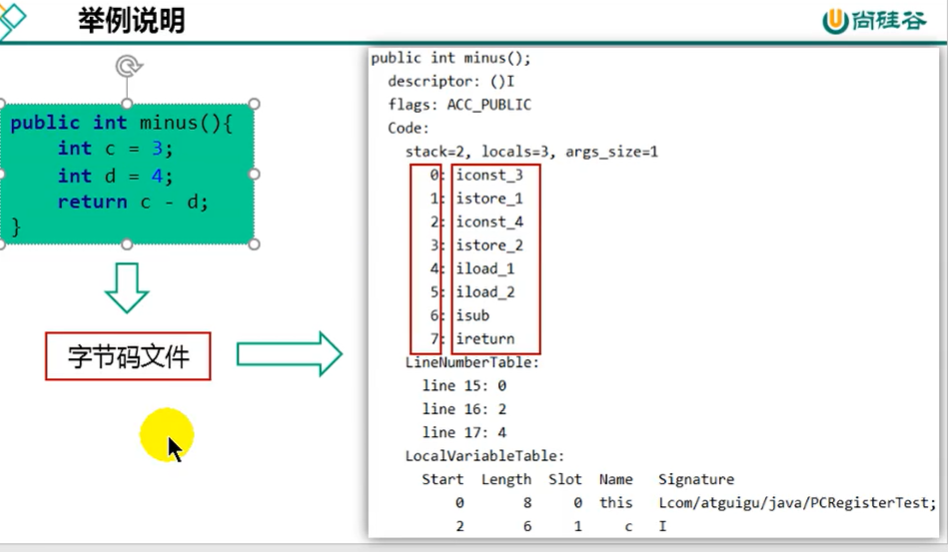 举例说明
尚硅谷
public int minus(){
    int c = 3;
    int d = 4;
    return c - d;
}
字节码文件
public int minus();
  descriptor: ()I
  flags: ACC_PUBLIC
  Code:
    stack=2, locals=3, args_size=1
       0: iconst_3
       1: istore_1
       2: iconst_4
       3: istore_2
       4: iload_1
       5: iload_2
       6: isub
       7: ireturn
    LineNumberTable:
      line 15: 0
      line 16: 2
      line 17: 4
    LocalVariableTable:
      Start  Length  Slot  Name   Signature
          0       8     0  this   Lcom/atguigu/java/PCRegisterTest;
          2       6     1     c   I